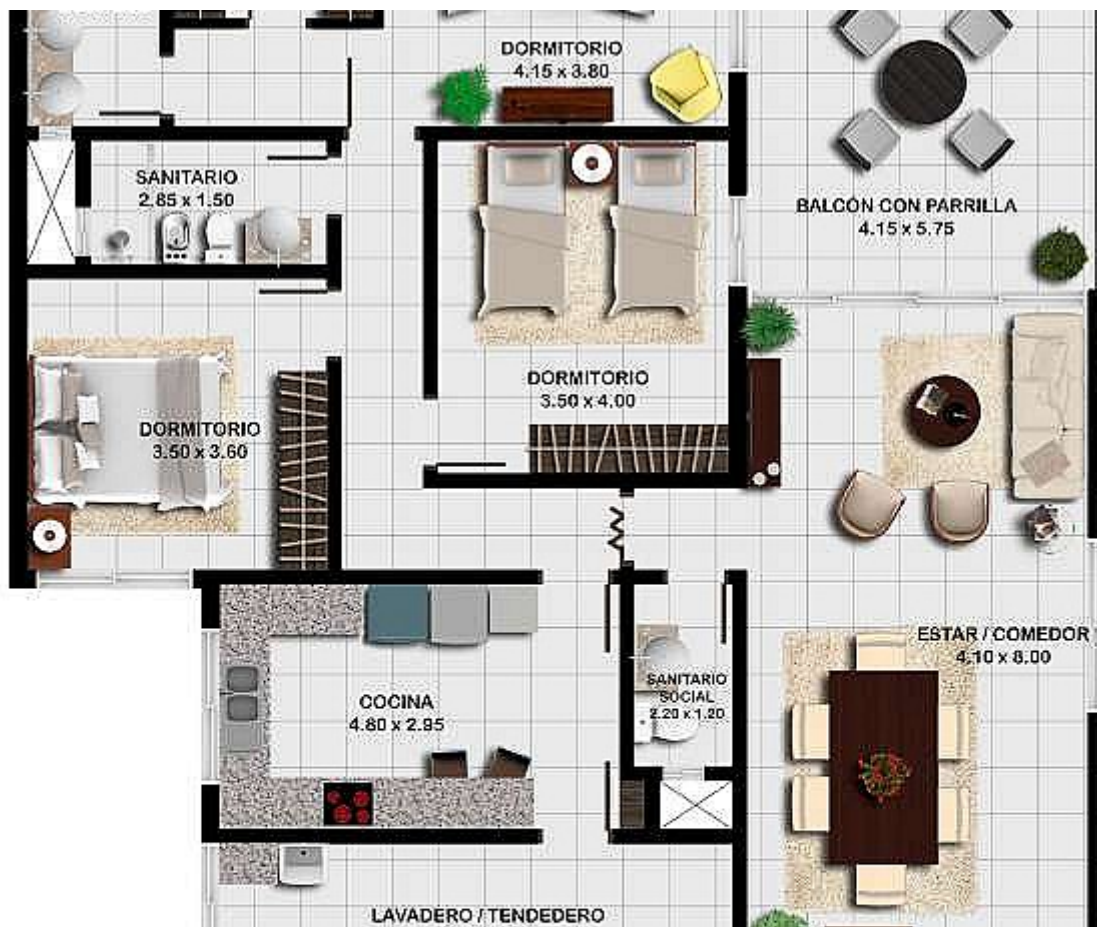 DORMITORIO
4.15 x 3.80
SANITARIO
2.85 x 1.50
BALCON CON PARRILLA
4.15 x 5.75
DORMITORIO
3.50 x 4.00
DORMITORIO
3.50 x 3.60
ESTAR / COMEDOR
4.10 x 8.00
SANITARIO
SOCIAL
2.20 x 1.20
COCINA
4.80 x 2.95
LAVADERO / TENDEDERO